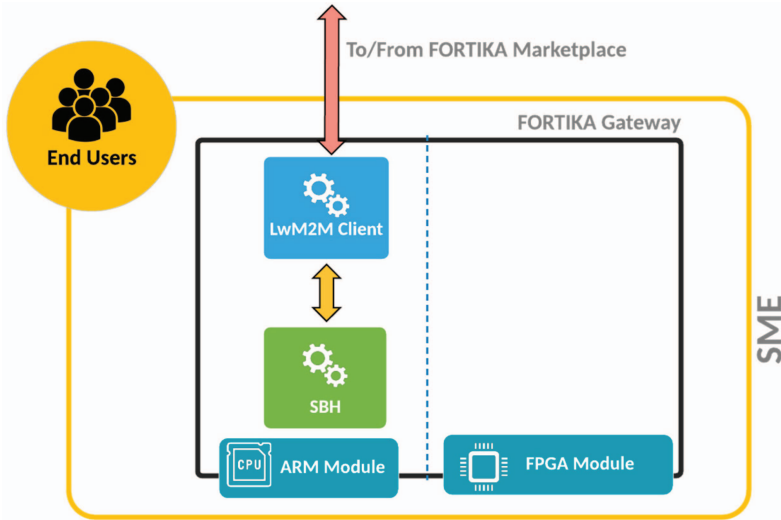 To/From FORTIKA Marketplace
FORTIKA Gateway
End Users
LwM2M Client
SME
SBH
CPU
ARM Module
FPGA Module